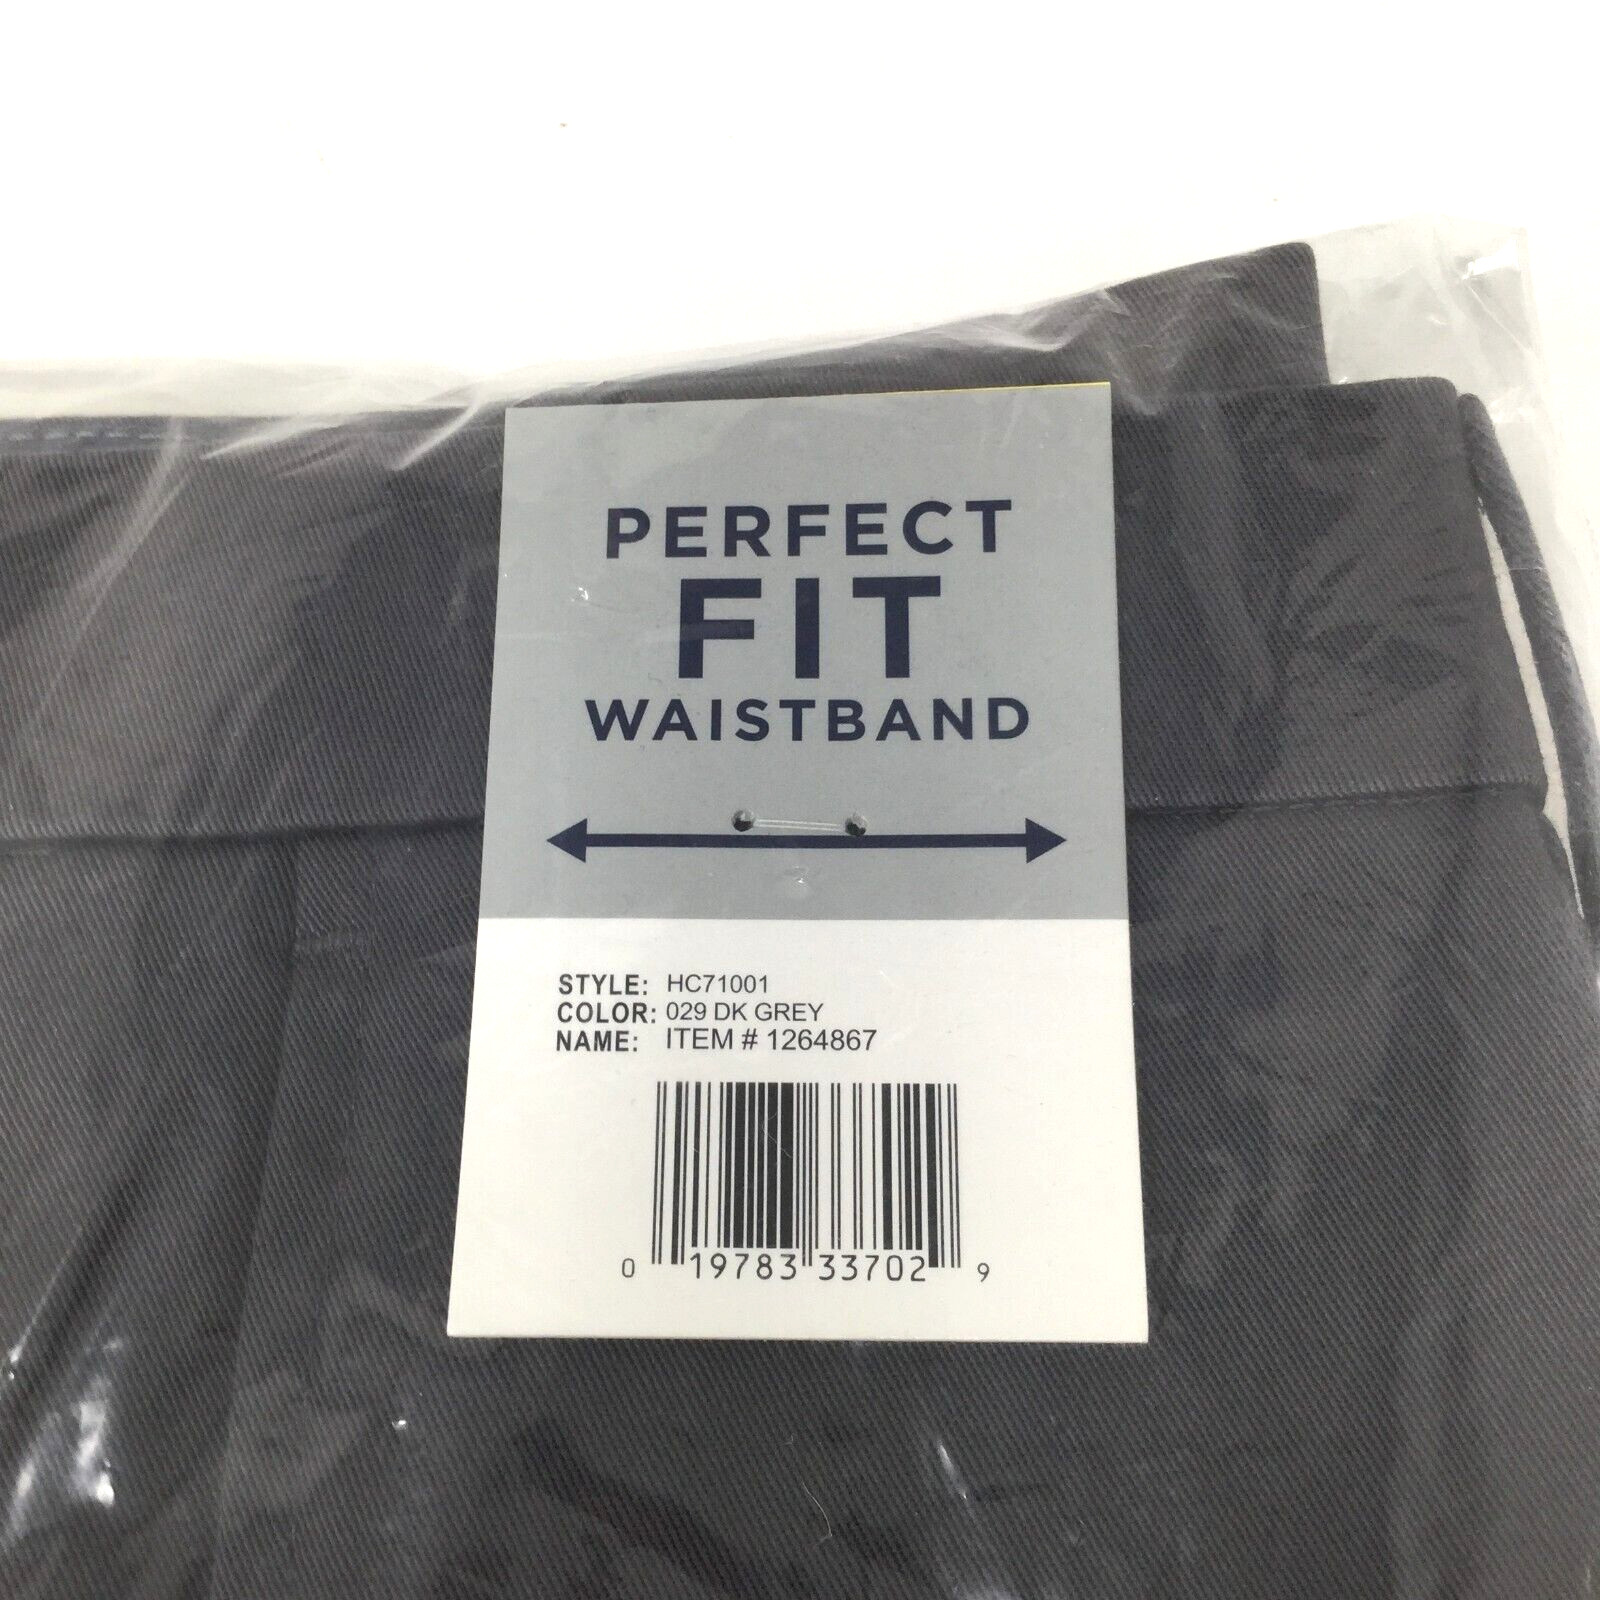 PERFECT
FIT
WAISTBAND
STYLE: HC71001
COLOR: 029 DK GREY
NAME: ITEM # 1264867
0 19783 33702 9